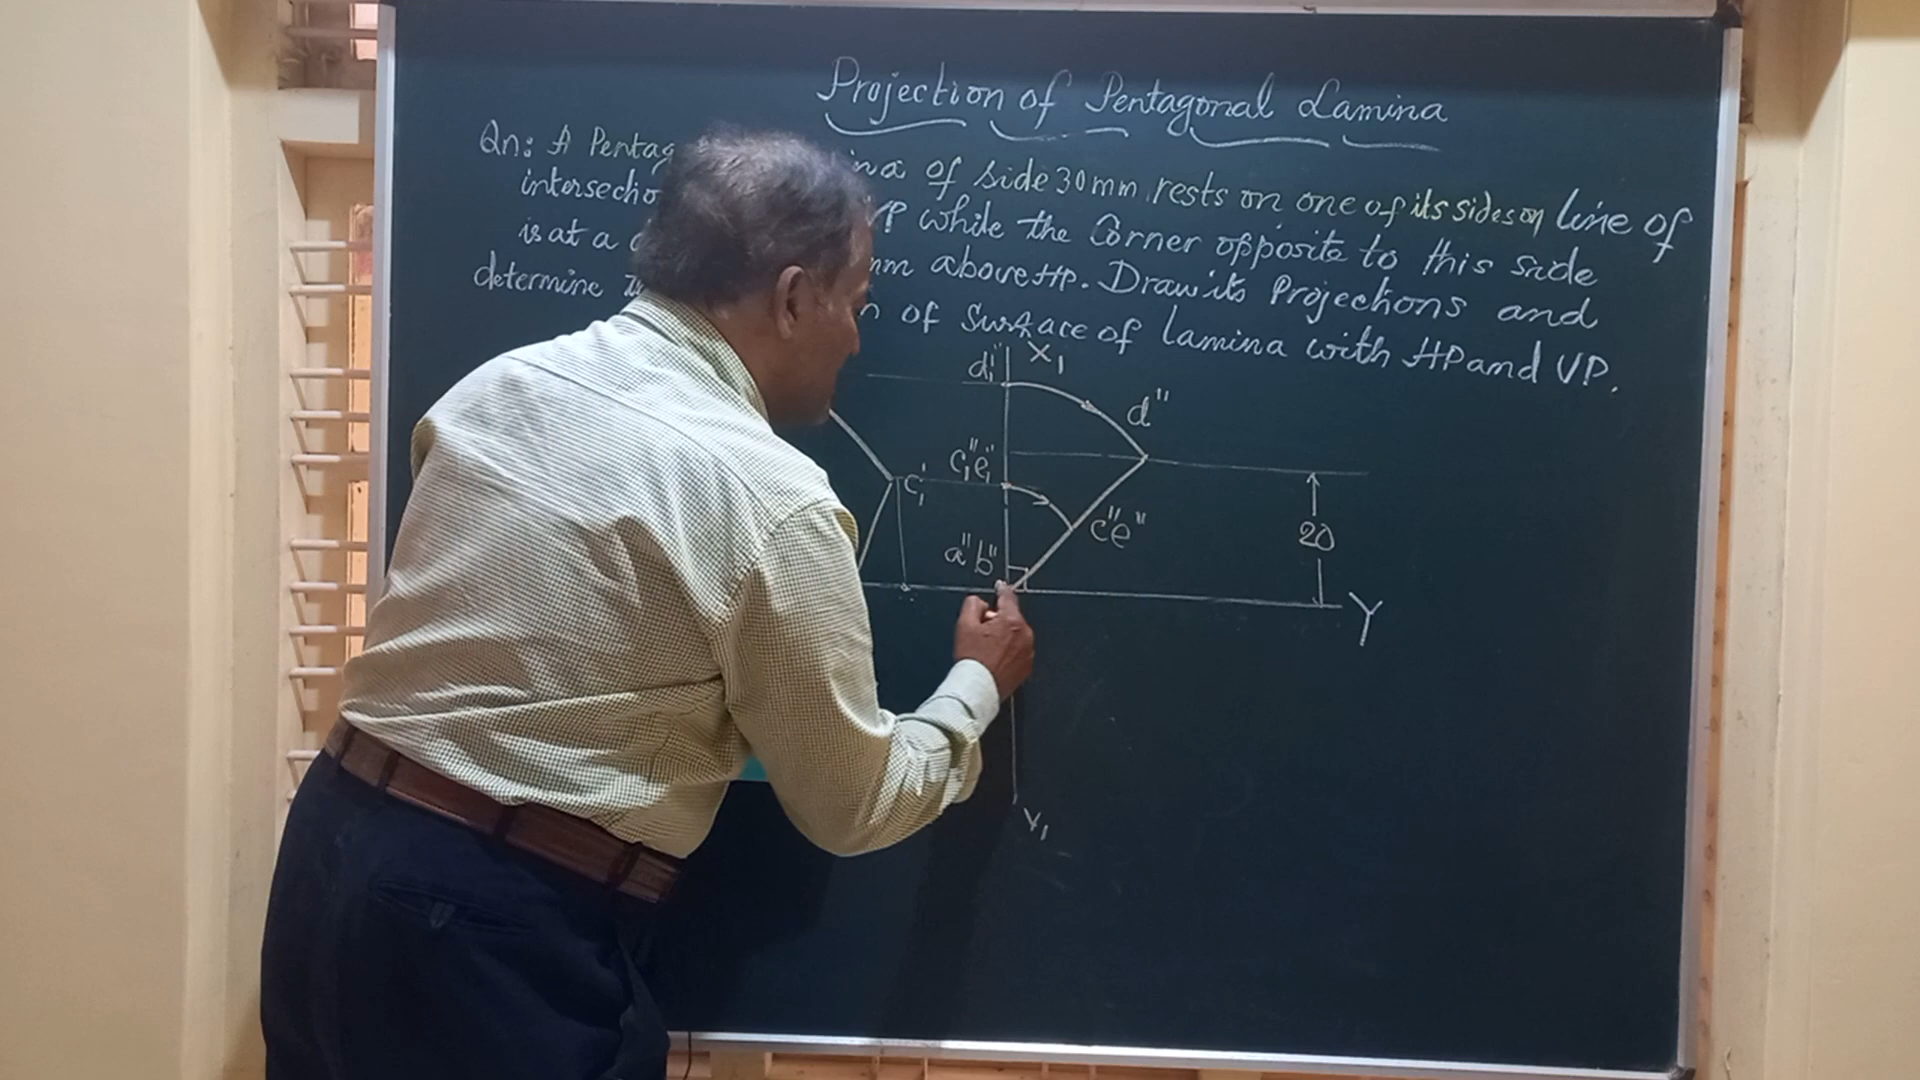 Projection of Pentagonal Lamina
Qn: A Pentag ina of side 30mm, rests on one of its sides on line of
intersectio VP while the Corner opposite to this side
is at a mm above HP. Draw its Projections and
determine n of Surface of lamina with HP and VP.
d₁" X₁
d"
c₁"e₁"
c₁'
c"e"
20
a"b"
Y
Y₁